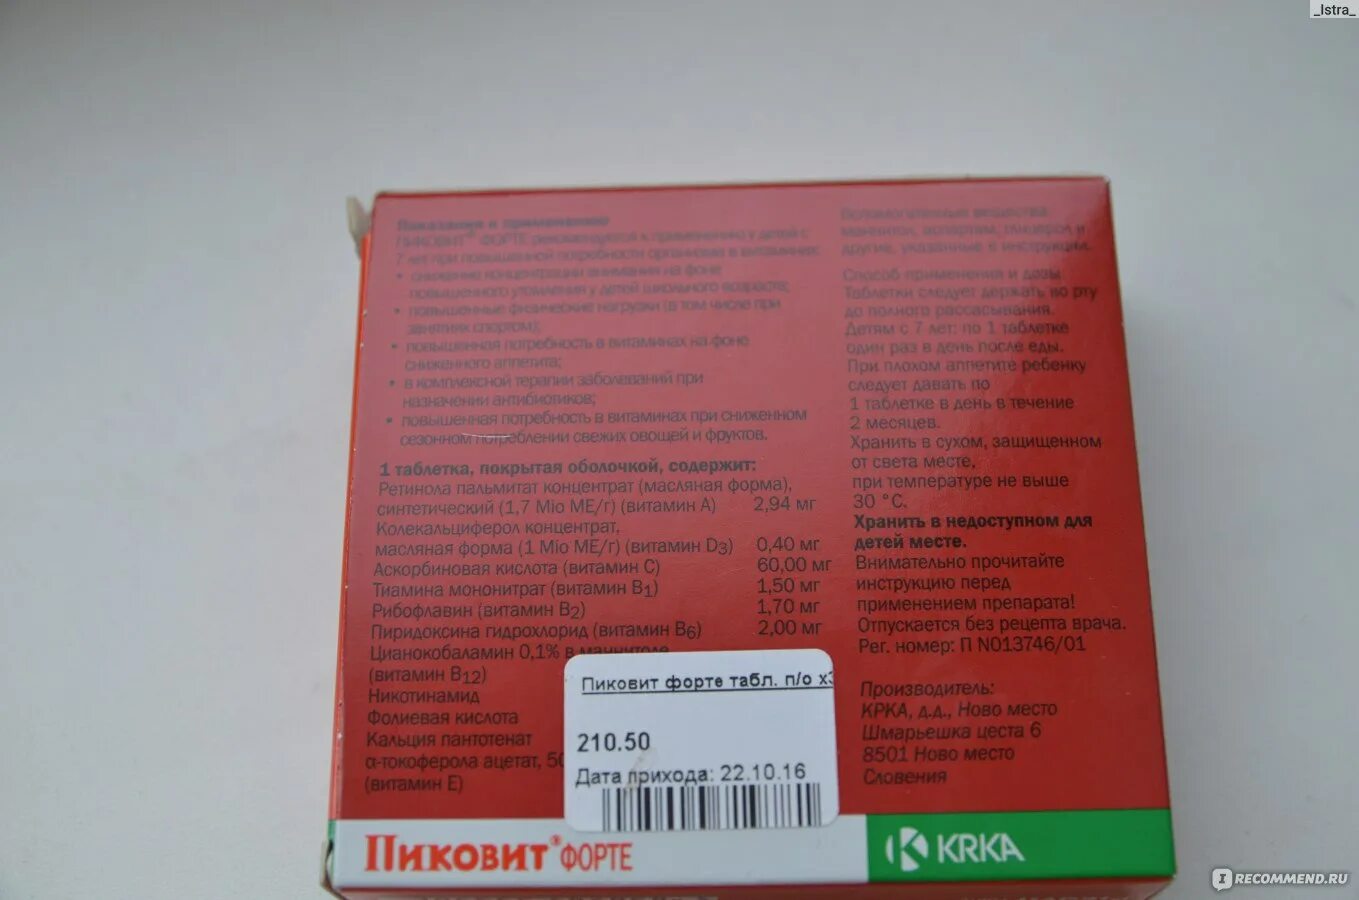 _Istra_
Показания к применению
ПИКОВИТ® ФОРТЕ рекомендуется к применению у детей с
7 лет при повышенной потребности организма в витаминах:
• снижение концентрации внимания на фоне
повышенного утомления у детей школьного возраста;
• повышенные физические нагрузки (в том числе при
занятиях спортом);
• повышенная потребность в витаминах на фоне
сниженного аппетита;
• в комплексной терапии заболеваний при
назначении антибиотиков;
• повышенная потребность в витаминах при сниженном
сезонном потреблении свежих овощей и фруктов.
1 таблетка, покрытая оболочкой, содержит:
Ретинола пальмитат концентрат (масляная форма),
синтетический (1,7 Mio ME/г) (витамин A) 2,94 мг
Колекальциферол концентрат,
масляная форма (1 Mio ME/г) (витамин D3) 0,40 мг
Аскорбиновая кислота (витамин C) 60,00 мг
Тиамина мононитрат (витамин B1) 1,50 мг
Рибофлавин (витамин B2) 1,70 мг
Пиридоксина гидрохлорид (витамин B6) 2,00 мг
Цианокобаламин 0,1% в маннитоле
(витамин B12)
Никотинамид
Фолиевая кислота
Кальция пантотенат
α-токоферола ацетат, 50
(витамин E)
Вспомогательные вещества:
маннитол, аспартам, глицерол и
другие, указанные в инструкции.
Способ применения и дозы
Таблетки следует держать во рту
до полного рассасывания.
Детям с 7 лет: по 1 таблетке
один раз в день после еды.
При плохом аппетите ребенку
следует давать по
1 таблетке в день в течение
2 месяцев.
Хранить в сухом, защищенном
от света месте,
при температуре не выше
30 °C.
Хранить в недоступном для
детей месте.
Внимательно прочитайте
инструкцию перед
применением препарата!
Отпускается без рецепта врача.
Рег. номер: П N013746/01
Производитель:
КРКА, д.д., Ново место
Шмарьешка цеста 6
8501 Ново место
Словения
Пиковит форте табл. п/о х3
210.50
Дата прихода: 22.10.16
Пиковит® ФОРТЕ
KRKA
IRECOMMEND.RU